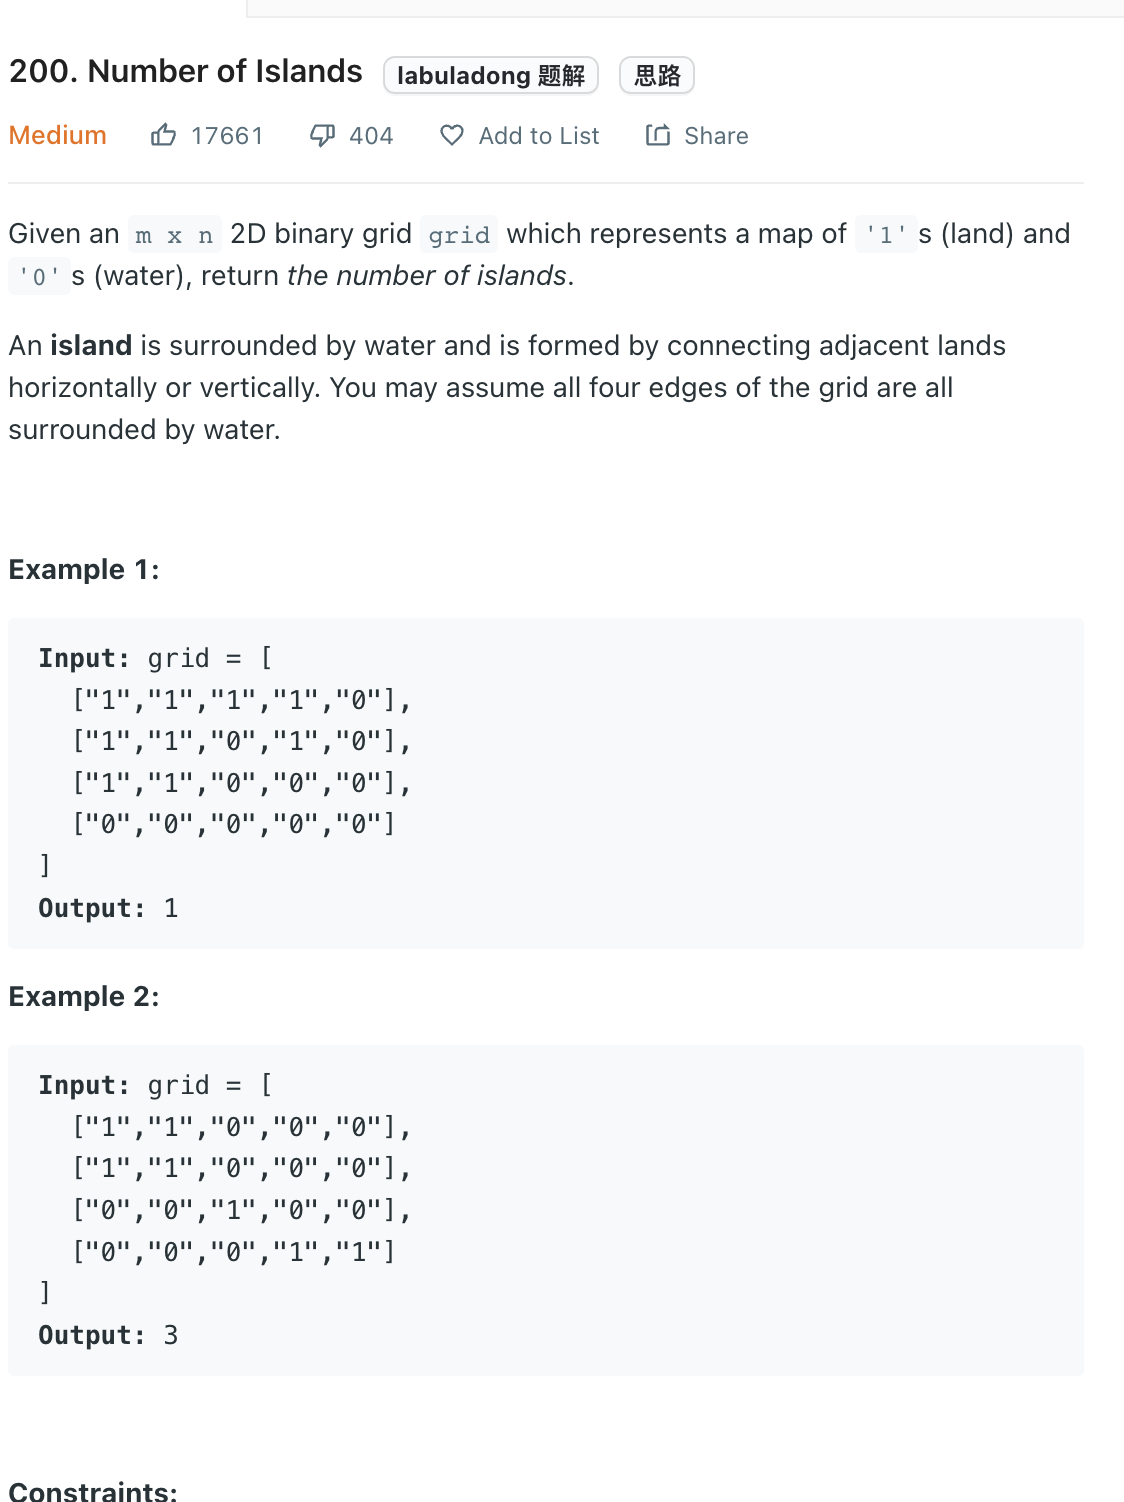 200. Number of Islands labuladong 题解 思路
Medium 17661 404 Add to List Share
Given an m x n 2D binary grid grid which represents a map of '1's (land) and
'0's (water), return the number of islands.
An island is surrounded by water and is formed by connecting adjacent lands
horizontally or vertically. You may assume all four edges of the grid are all
surrounded by water.
Example 1:
Input: grid = [
["1","1","1","1","0"],
["1","1","0","1","0"],
["1","1","0","0","0"],
["0","0","0","0","0"]
]
Output: 1
Example 2:
Input: grid = [
["1","1","0","0","0"],
["1","1","0","0","0"],
["0","0","1","0","0"],
["0","0","0","1","1"]
]
Output: 3
Constraints: